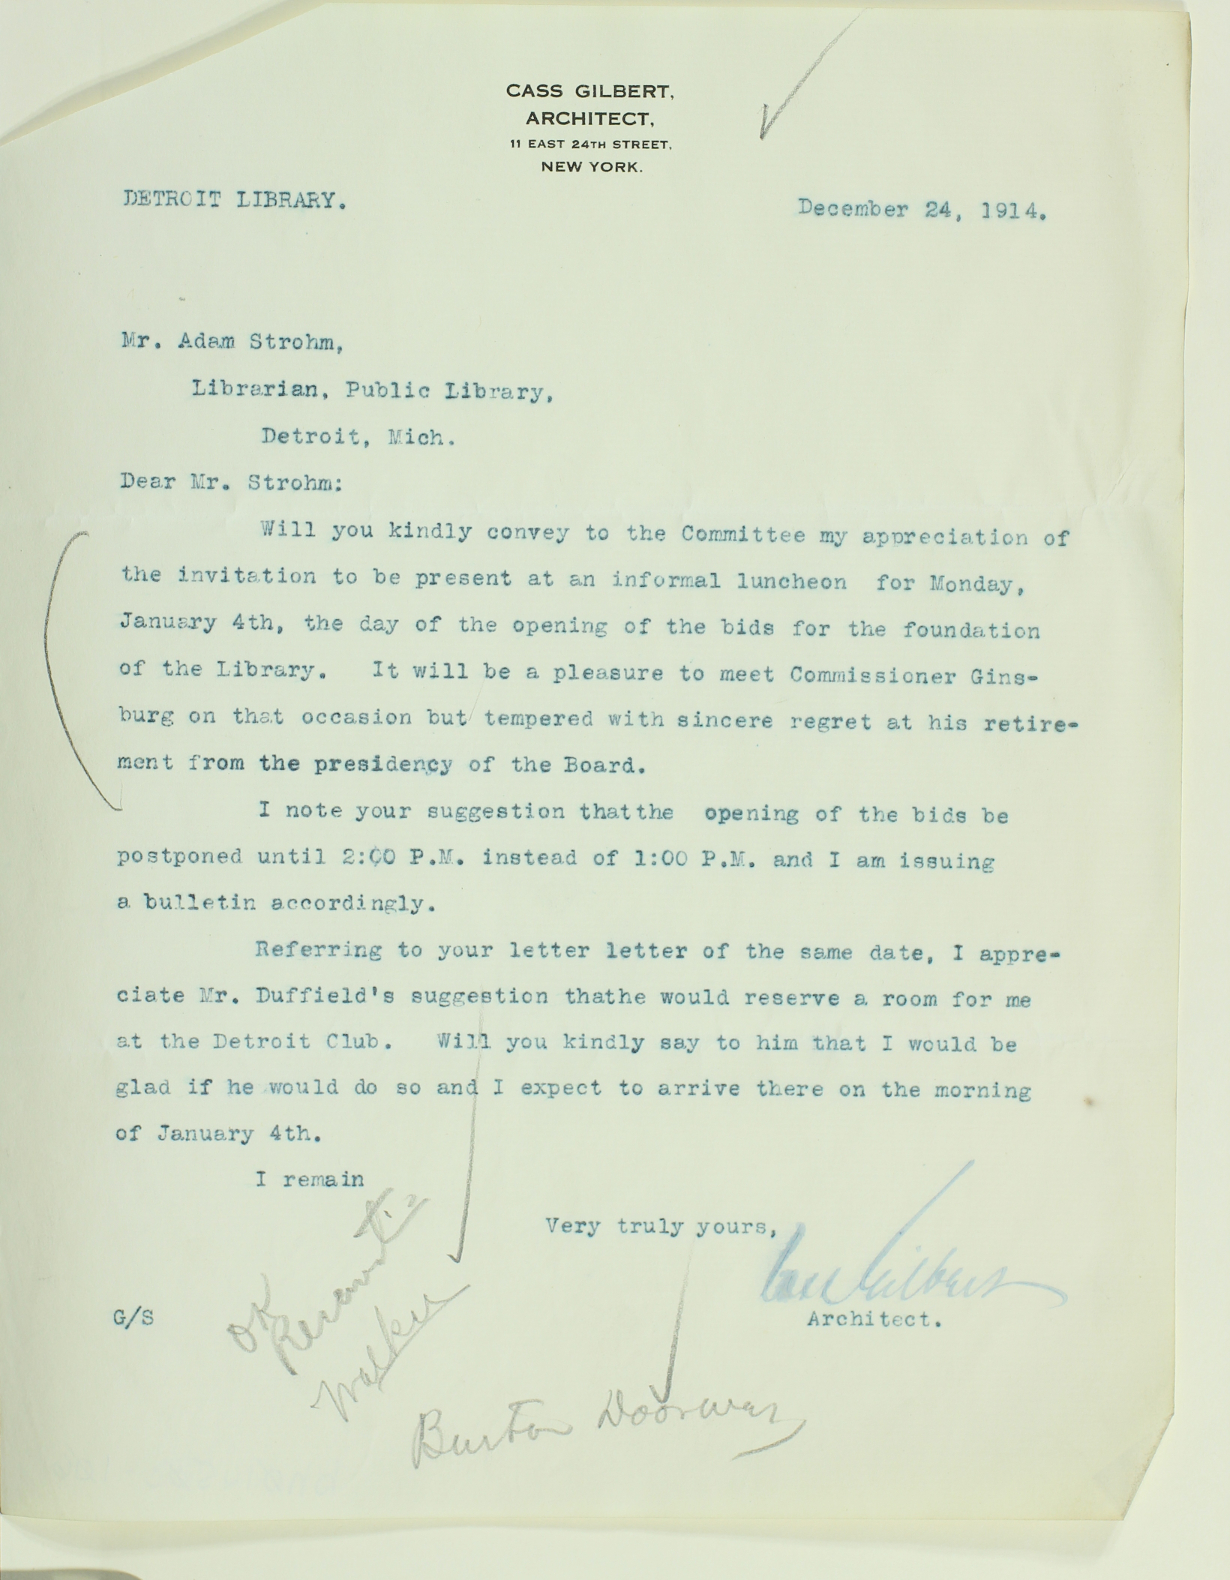 CASS GILBERT,
ARCHITECT,
11 EAST 24TH STREET,
NEW YORK.
DETROIT LIBRARY.
December 24, 1914.
Mr. Adam Strohm,
Librarian, Public Library,
Detroit, Mich.
Dear Mr. Strohm:
Will you kindly convey to the Committee my appreciation of
the invitation to be present at an informal luncheon for Monday,
January 4th, the day of the opening of the bids for the foundation
of the Library. It will be a pleasure to meet Commissioner Gins-
burg on that occasion but tempered with sincere regret at his retire-
ment from the presidency of the Board.
I note your suggestion thatthe opening of the bids be
postponed until 2:00 P.M. instead of 1:00 P.M. and I am issuing
a bulletin accordingly.
Referring to your letter letter of the same date, I appre-
ciate Mr. Duffield's suggestion thathe would reserve a room for me
at the Detroit Club. Will you kindly say to him that I would be
glad if he would do so and I expect to arrive there on the morning
of January 4th.
I remain
Very truly yours,
Cass Gilbert
G/S
Architect.
OK
Walker
Burton Doorway